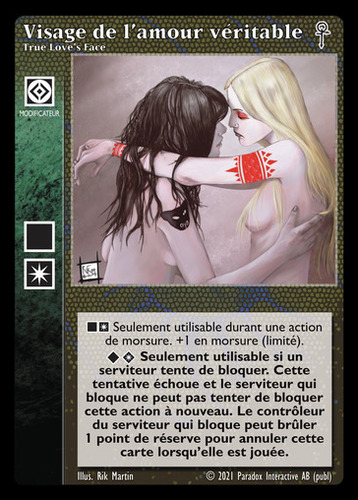 Visage de l'amour véritable
True Love's Face
MODIFICATEUR
Seulement utilisable durant une action
de morsure. +1 en morsure (limité).
Seulement utilisable si un
serviteur tente de bloquer. Cette
tentative échoue et le serviteur qui
bloque ne peut pas tenter de bloquer
cette action à nouveau. Le contrôleur
du serviteur qui bloque peut brûler
1 point de réserve pour annuler cette
carte lorsqu'elle est jouée.
Illus. Rik Martin © 2021 Paradox Interactive AB (publ)